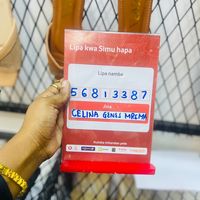 Lipa kwa Simu hapa
Lipa namba
56813387
Jina
CELINA GENES MREMA